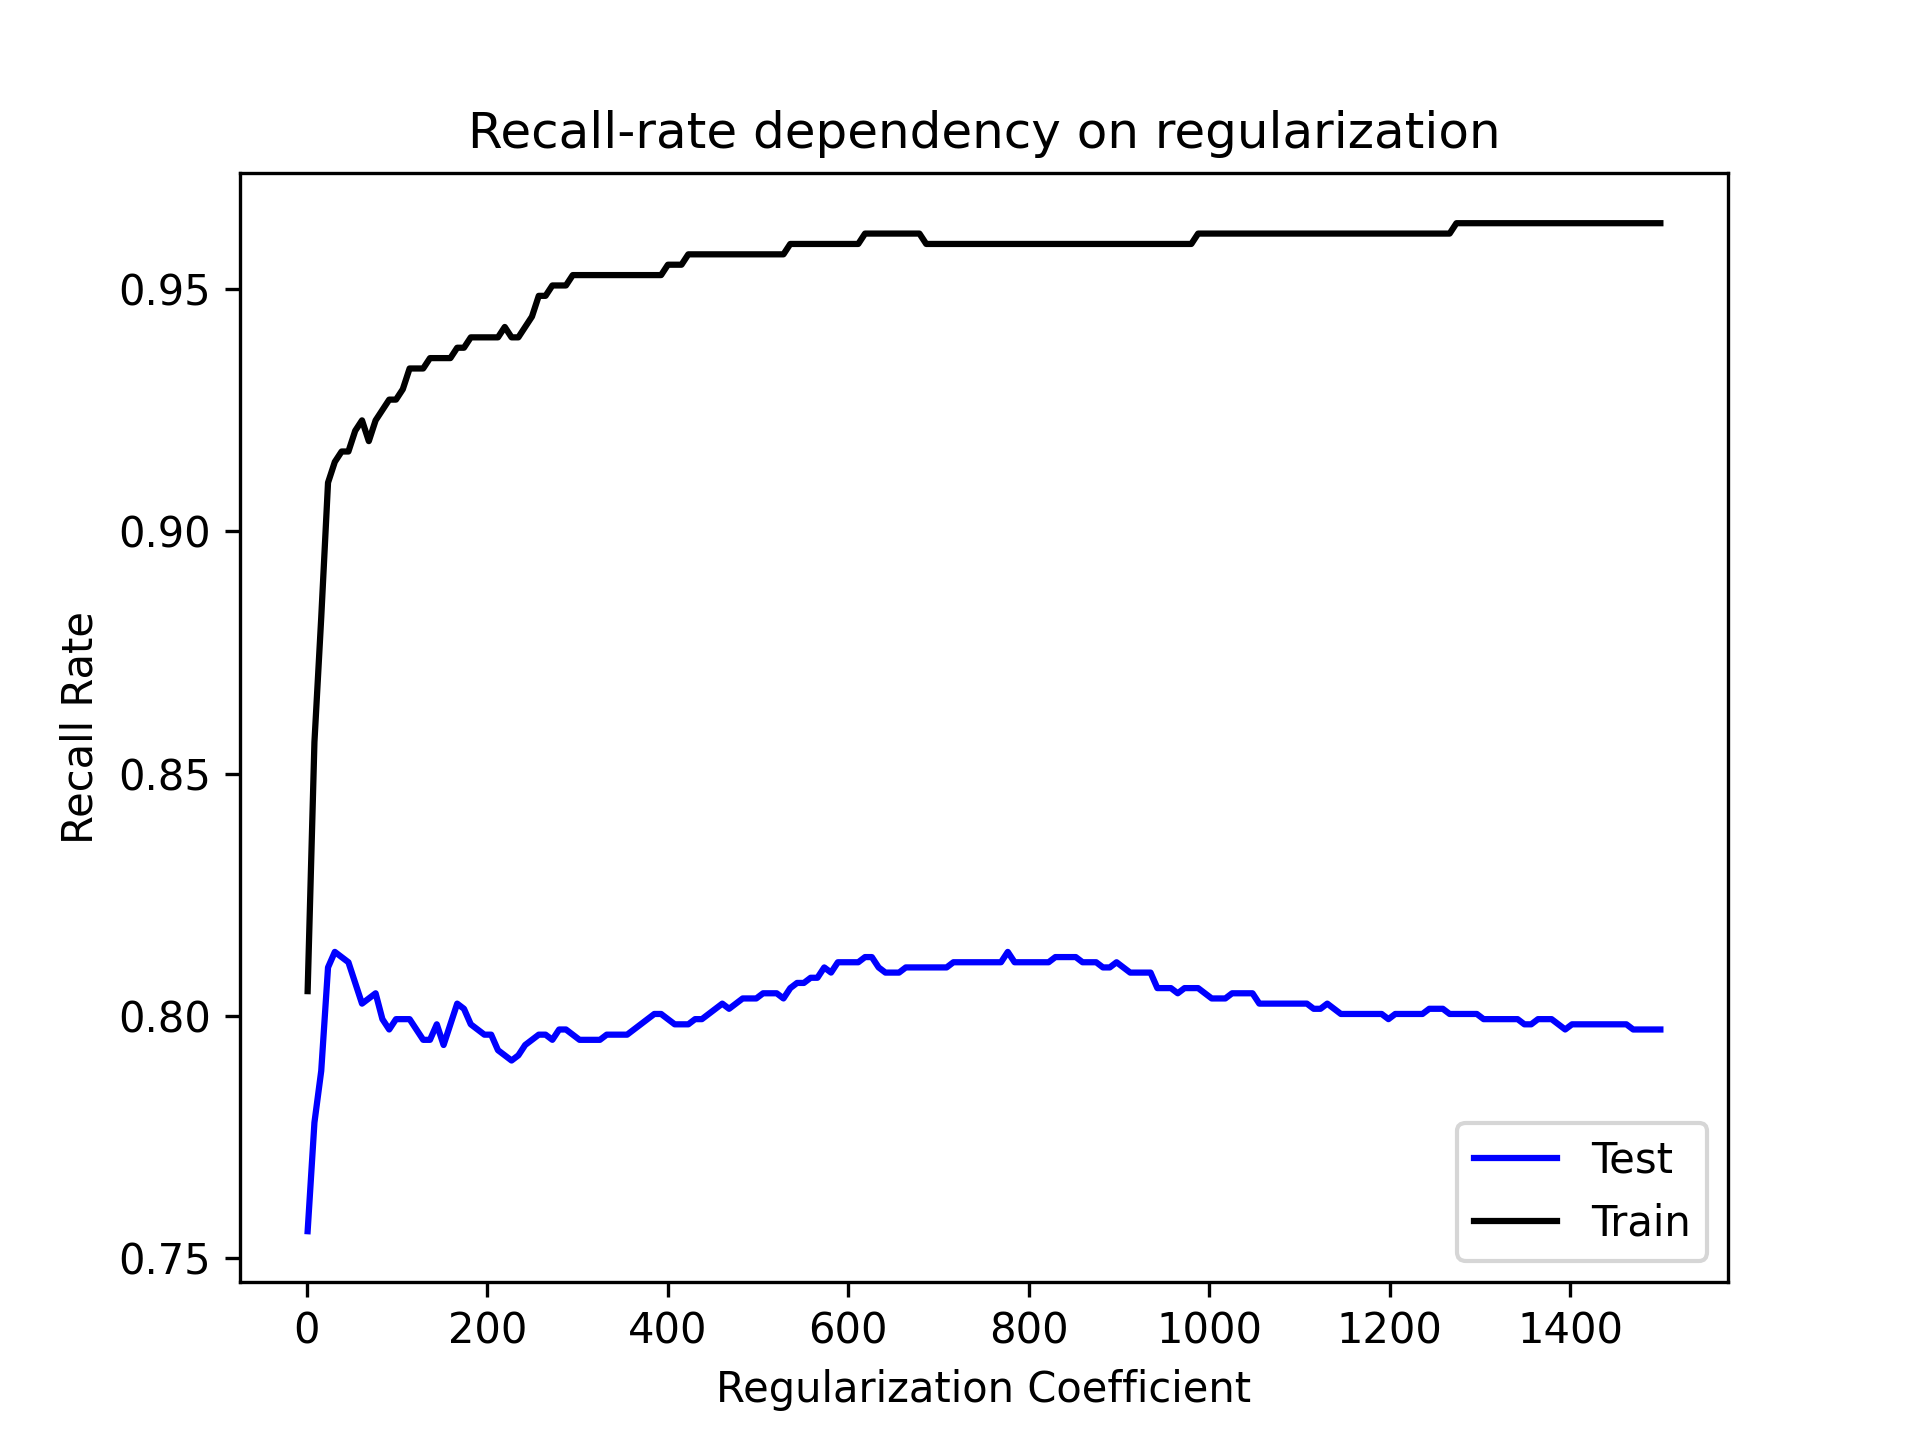 Recall-rate dependency on regularization
0.95
0.90
0.85
0.80
0.75
Recall Rate
Test
Train
0 200 400 600 800 1000 1200 1400
Regularization Coefficient